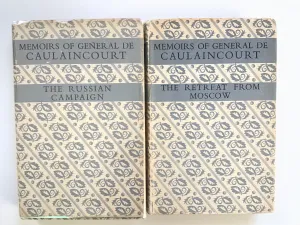 MEMOIRS OF GENERAL DE
CAULAINCOURT
THE RUSSIAN
CAMPAIGN
MEMOIRS OF GENERAL DE
CAULAINCOURT
THE RETREAT FROM
MOSCOW